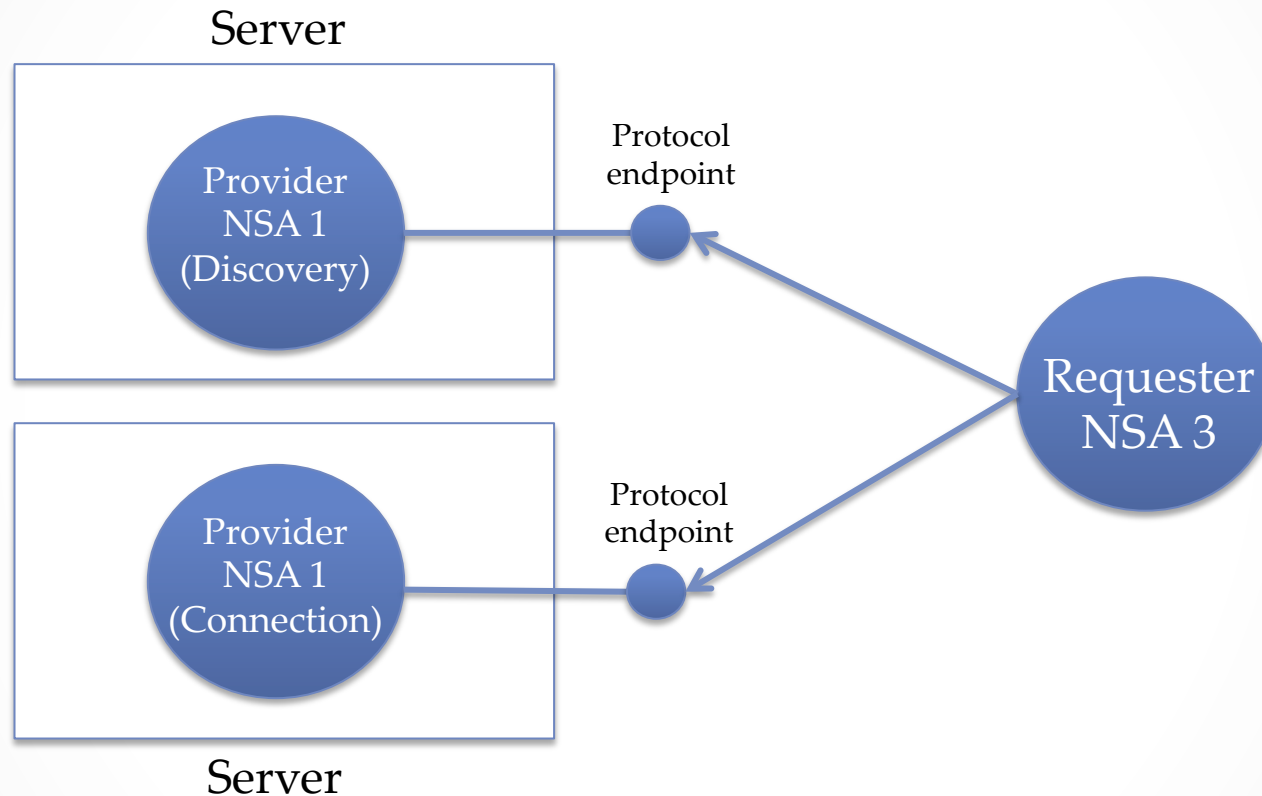 Server
Provider
NSA 1
(Discovery)
Protocol
endpoint
Requester
NSA 3
Protocol
endpoint
Provider
NSA 1
(Connection)
Server